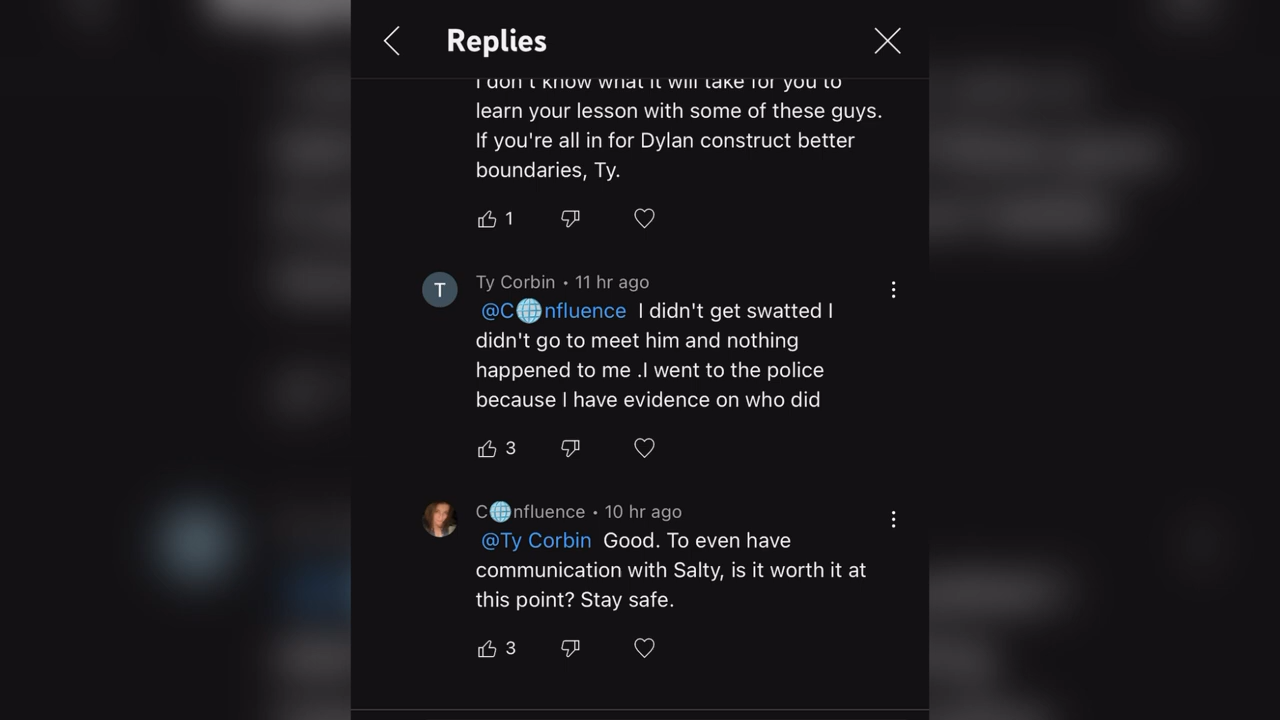 Replies
I don't know what it will take for you to
learn your lesson with some of these guys.
If you're all in for Dylan construct better
boundaries, Ty.
1
T
Ty Corbin • 11 hr ago
@C🌐nfluence I didn't get swatted I
didn't go to meet him and nothing
happened to me .I went to the police
because I have evidence on who did
3
C🌐nfluence • 10 hr ago
@Ty Corbin Good. To even have
communication with Salty, is it worth it at
this point? Stay safe.
3